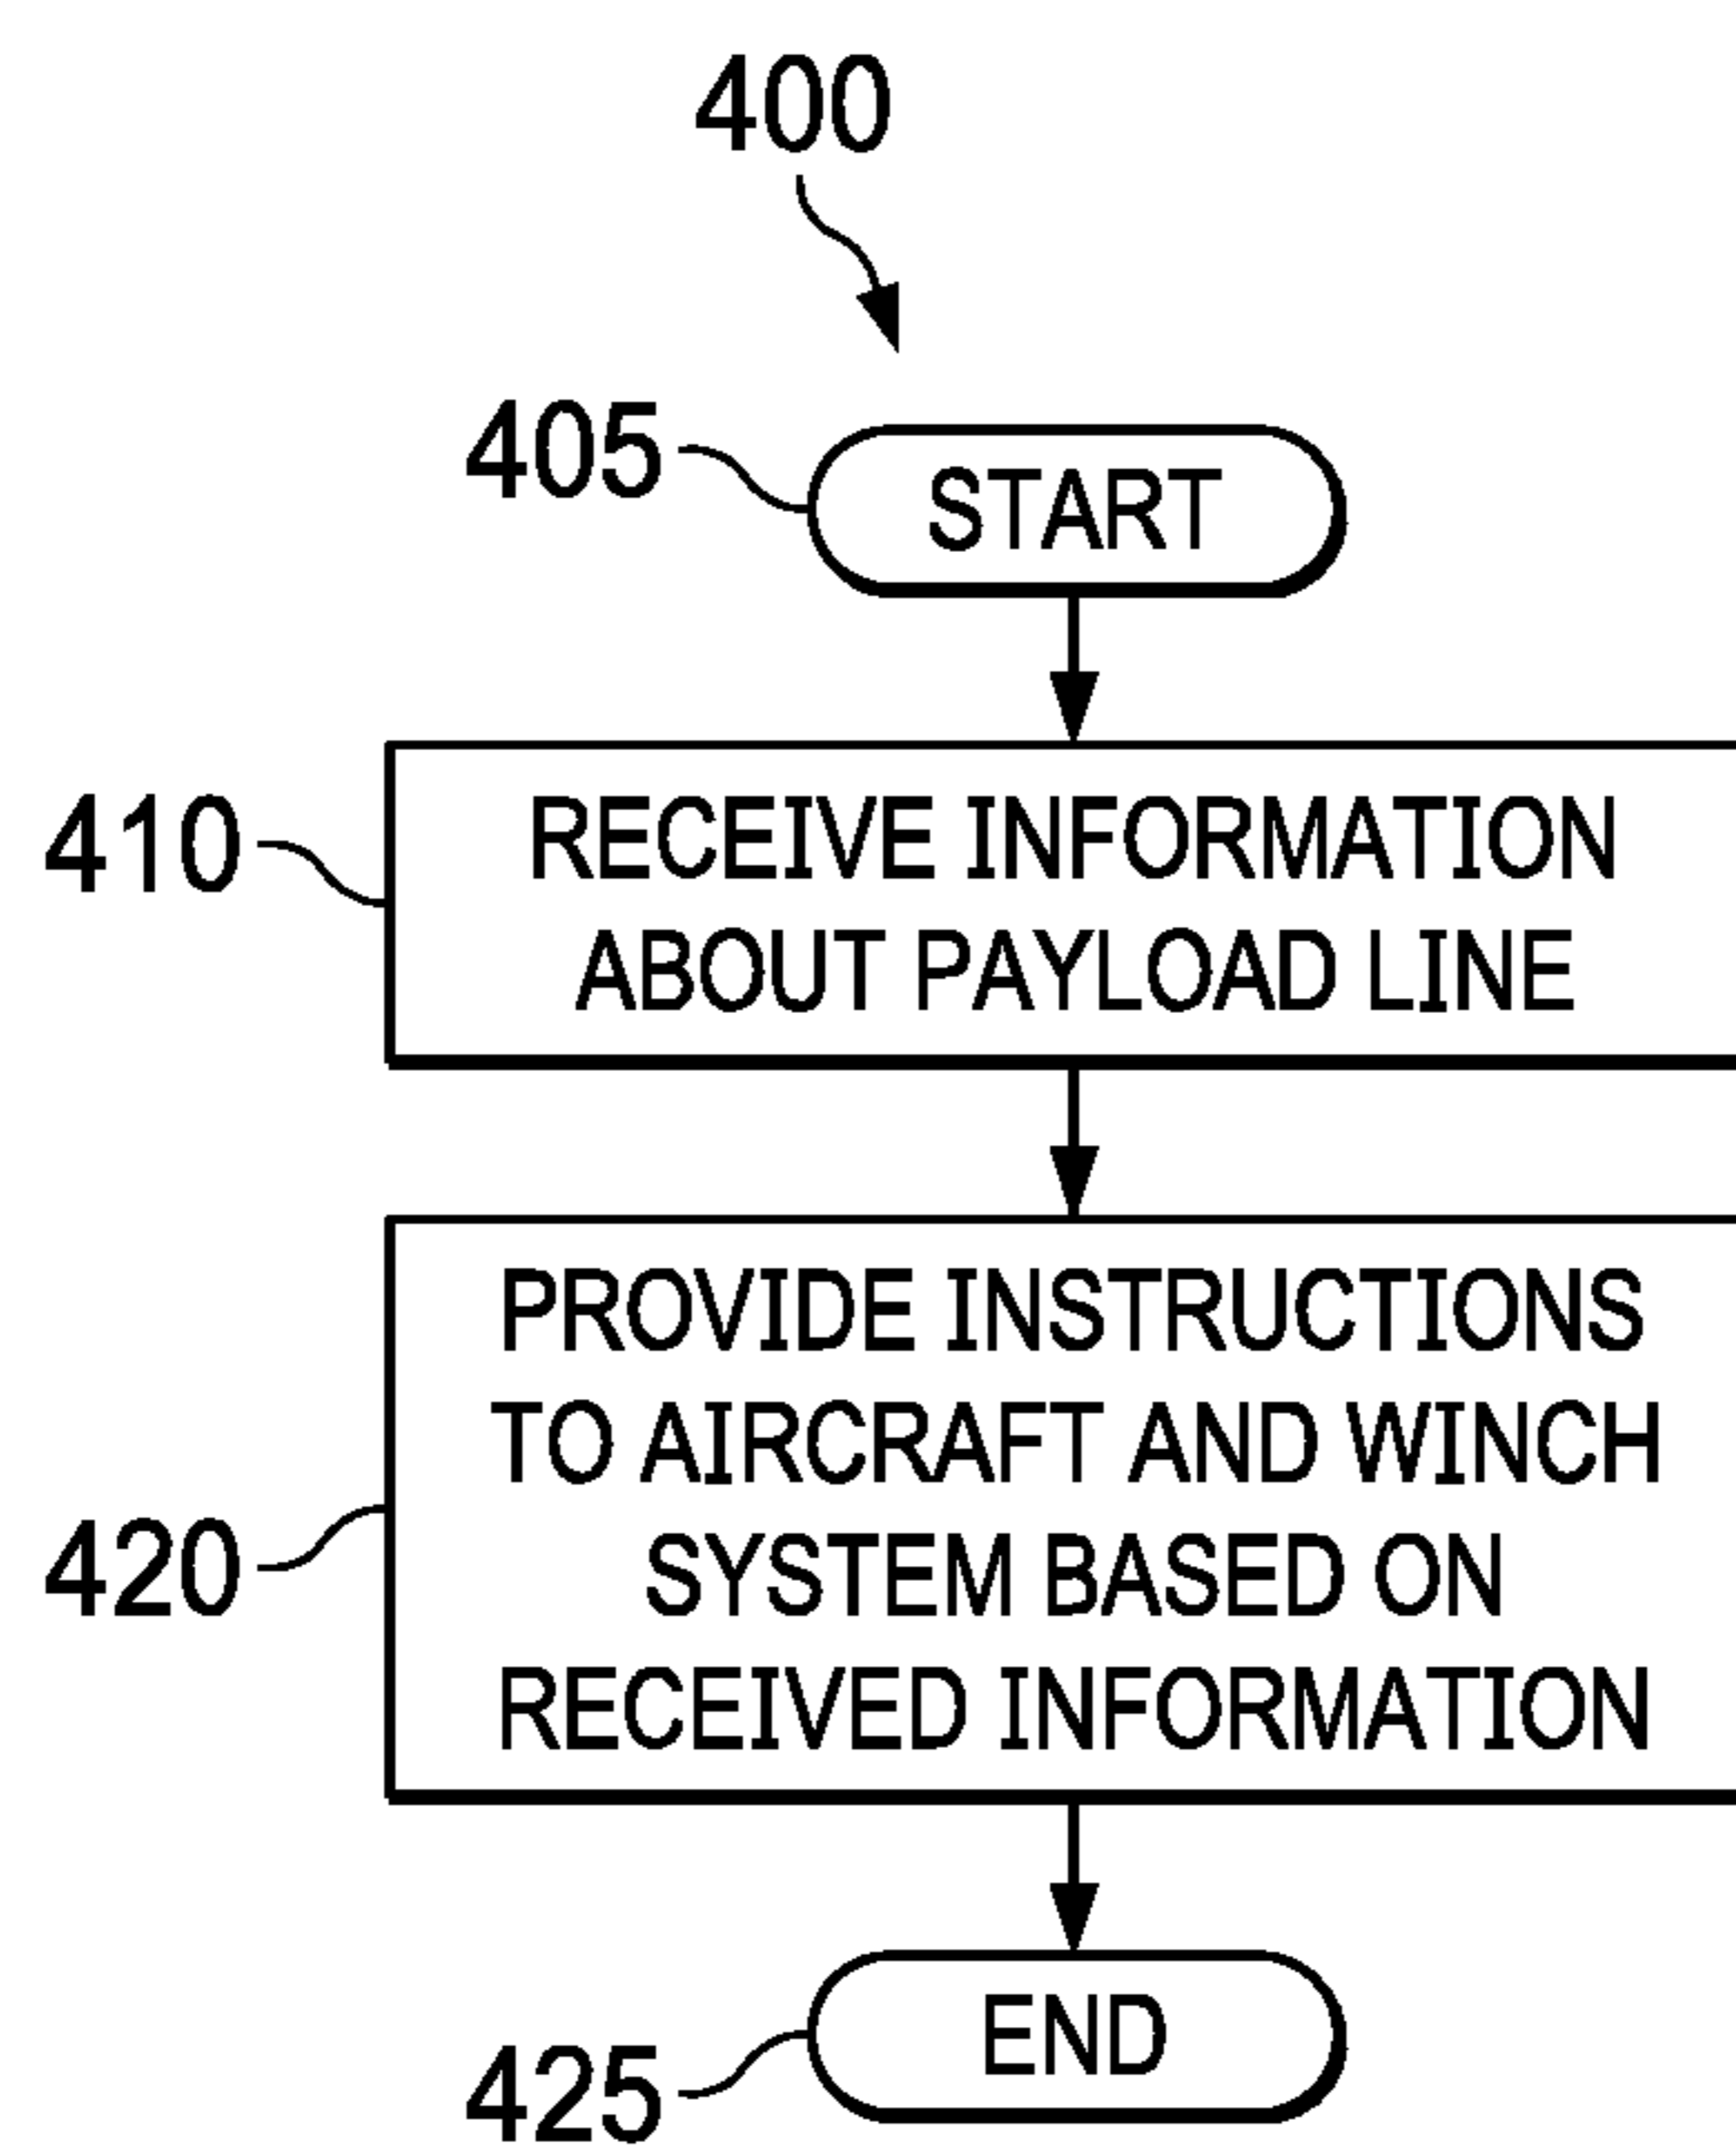 400
405
START
410
RECEIVE INFORMATION
ABOUT PAYLOAD LINE
PROVIDE INSTRUCTIONS
TO AIRCRAFT AND WINCH
420
SYSTEM BASED ON
RECEIVED INFORMATION
END
425